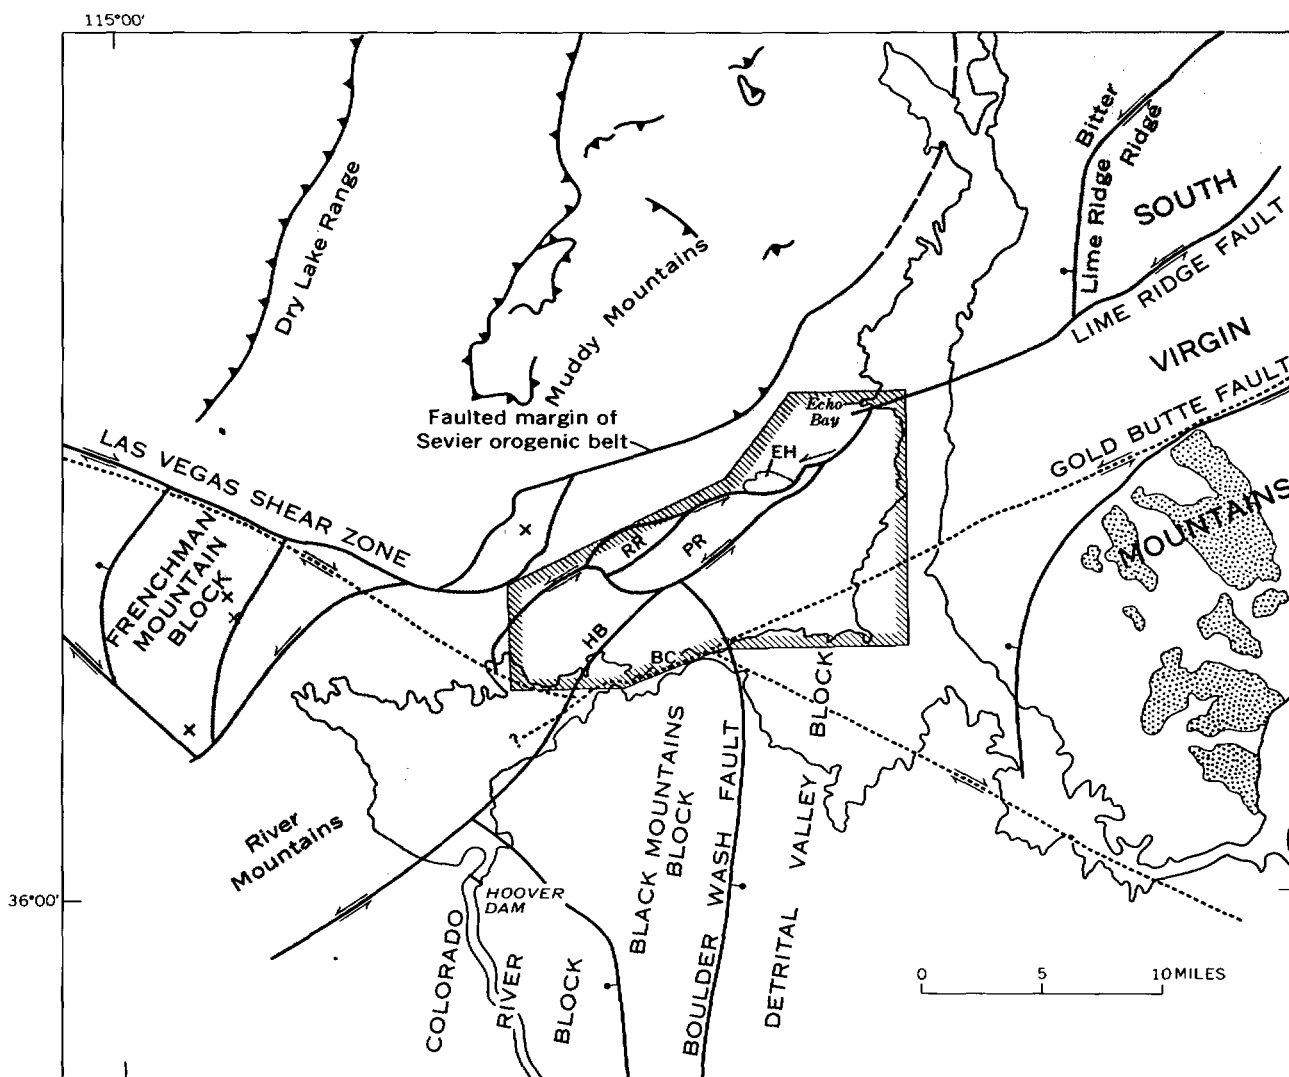 115°00'
Bitter
Ridge
Lime Ridge
SOUTH
Dry Lake Range
Muddy Mountains
LIME RIDGE FAULT
VIRGIN
Faulted margin of
Sevier orogenic belt
Echo
Bay
GOLD BUTTE FAULT
EH
LAS VEGAS SHEAR ZONE
MOUNTAINS
RR
PR
FRENCHMAN
MOUNTAIN
BLOCK
HB
BC
?
BLOCK
River
Mountains
BLACK MOUNTAINS
BLOCK
BOULDER WASH FAULT
DETRITAL VALLEY
36°00'
HOOVER
DAM
COLORADO
RIVER
BLOCK
0 5 10 MILES